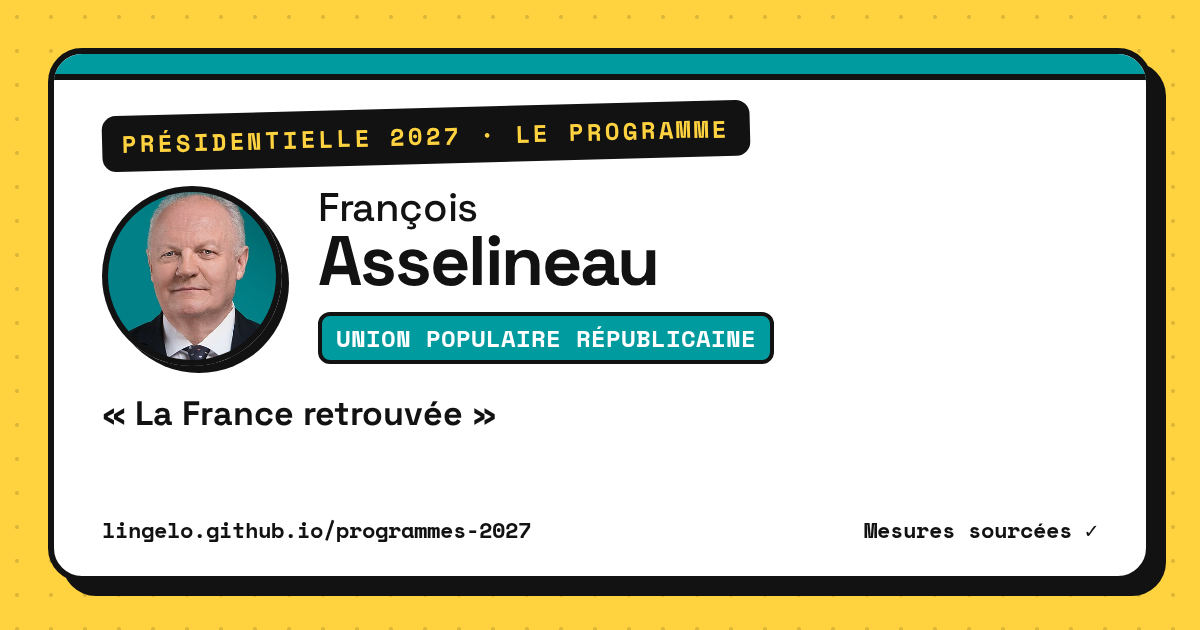 PRÉSIDENTIELLE 2027 · LE PROGRAMME
François
Asselineau
UNION POPULAIRE RÉPUBLICAINE
« La France retrouvée »
lingelo.github.io/programmes-2027
Mesures sourcées ✓